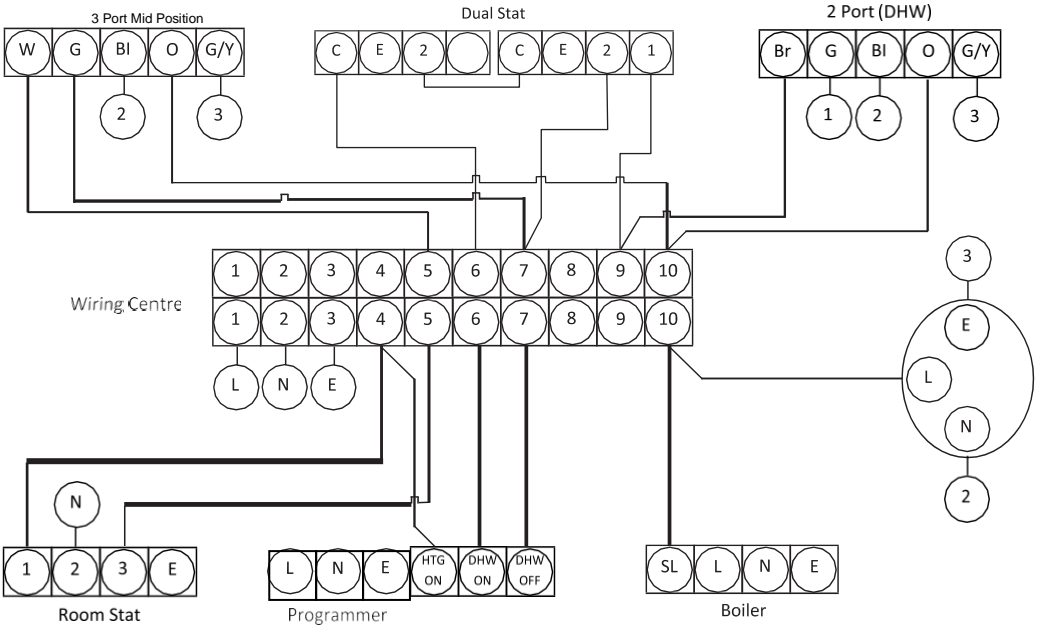 3 Port Mid Position
Dual Stat
2 Port (DHW)
W G Bl O G/Y
C E 2
C E 2 1
Br G Bl O G/Y
2 3
1 2 3
1 2 3 4 5 6 7 8 9 10
Wiring Centre
1 2 3 4 5 6 7 8 9 10
L N E
3
E
L
N
2
N
1 2 3 E
Room Stat
L N E HTG ON DHW ON DHW OFF
Programmer
SL L N E
Boiler